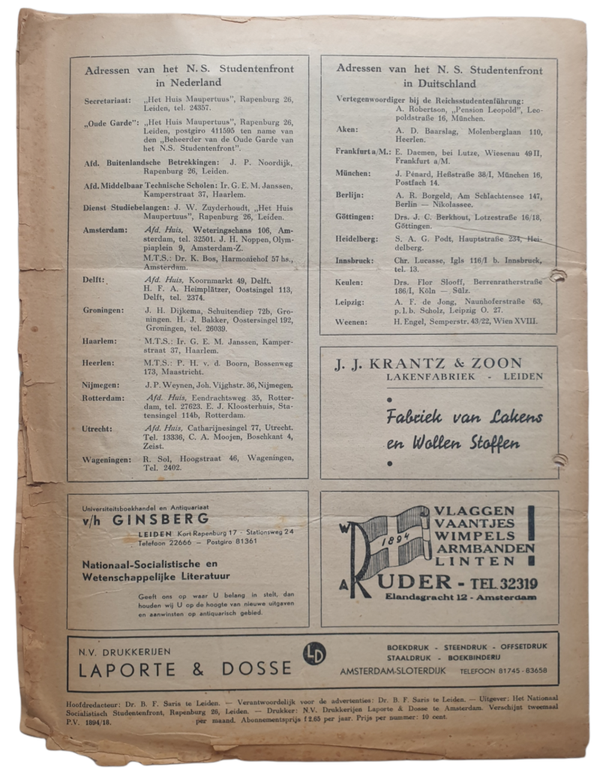 Adressen van het N. S. Studentenfront
in Nederland
Secretariaat: „Het Huis Maupertuus”, Rapenburg 26,
Leiden, tel. 24357.
„Oude Garde”: „Het Huis Maupertuus”, Rapenburg 26,
Leiden, postgiro 411595 ten name van
den „Beheerder van de Oude Garde van
het N.S. Studentenfront”.
Afd. Buitenlandsche Betrekkingen: J. P. Noordijk,
Rapenburg 26, Leiden.
Afd. Middelbaar Technische Scholen: Ir. G. E. M. Janssen,
Kamperstraat 37, Haarlem.
Dienst Studiebelangen: J. W. Zuyderhoudt, „Het Huis
Maupertuus”, Rapenburg 26, Leiden.
Amsterdam: Afd. Huis, Weteringschans 106, Am-
sterdam, tel. 32501. J. H. Noppen, Olym-
piaplein 9, Amsterdam-Z.
M.T.S.: Dr. K. Bos, Harmoniehof 57 hs.,
Amsterdam.
Delft: Afd. Huis, Koornmarkt 49, Delft.
H. F. A. Heimplätzer, Oostsingel 113,
Delft, tel. 2374.
Groningen: J. H. Dijkema, Schuitendiep 72b, Gro-
ningen. H. J. Bakker, Oostersingel 192,
Groningen, tel. 26039.
Haarlem: M.T.S.: Ir. G. E. M. Janssen, Kamper-
straat 37, Haarlem.
Heerlen: M.T.S.: P. H. v. d. Boorn, Bossenweg
173, Maastricht.
Nijmegen: J. P. Weynen, Joh. Vijghstr. 36, Nijmegen.
Rotterdam: Afd. Huis, Eendrachtsweg 35, Rotter-
dam, tel. 27623. E. J. Kloosterhuis, Sta-
tensingel 114b, Rotterdam.
Utrecht: Afd. Huis, Catharijnesingel 77, Utrecht.
Tel. 13336, C. A. Moojen, Boschkant 4,
Zeist.
Wageningen: R. Sol, Hoogstraat 46, Wageningen,
Tel. 2402.
Adressen van het N. S. Studentenfront
in Duitschland
Vertegenwoordiger bij de Reichsstudentenführung:
A. Robertson, „Pension Leopold”, Leo-
poldstraße 16, München.
Aken: A. D. Baarslag, Molenberglaan 110,
Heerlen.
Frankfurt a/M.: E. Daemen, bei Lutze, Wiesenau 49 II,
Frankfurt a/M.
München: J. Pénard, Heßstraße 38/I, München 16,
Postfach 14.
Berlijn: A. R. Borgeld, Am Schlachtensee 147,
Berlin — Nikolassee.
Göttingen: Drs. J. C. Berkhout, Lotzestraße 16/18,
Göttingen.
Heidelberg: S. A. G. Podt, Hauptstraße 234, Hei-
delberg.
Innsbruck: Chr. Lucasse, Igls 116/I b. Innsbruck,
tel. 13.
Keulen: Drs. Flor Slooff, Berrenratherstraße
186/I, Köln — Sülz.
Leipzig: A. F. de Jong, Naunhoferstraße 63,
p.I.b. Scholz, Leipzig O. 27.
Weenen: H. Engel, Semperstr. 43/22, Wien XVIII.
J. J. KRANTZ & ZOON
LAKENFABRIEK - LEIDEN
Fabriek van Lakens
en Wollen Stoffen
Universiteitsboekhandel en Antiquariaat
v/h GINSBERG
LEIDEN Kort Rapenburg 17 - Stationsweg 24
Telefoon 22666 - Postgiro 81361
Nationaal-Socialistische en
Wetenschappelijke Literatuur
Geeft ons op waar U belang in stelt, dan
houden wij U op de hoogte van nieuwe uitgaven
en aanwinsten op antiquarisch gebied.
VLAGGEN
VAANTJES
WIMPELS
ARMBANDEN
LINTEN !
W 1894
A RUDER - TEL. 32319
Elandsgracht 12 - Amsterdam
N.V. DRUKKERIJEN
LAPORTE & DOSSE
LD
BOEKDRUK - STEENDRUK - OFFSETDRUK
STAALDRUK - BOEKBINDERIJ
AMSTERDAM-SLOTERDIJK TELEFOON 81745 - 83658
Hoofdredacteur: Dr. B. F. Saris te Leiden. — Verantwoordelijk voor de advertenties: Dr. B. F. Saris te Leiden. — Uitgever: Het Nationaal
Socialistisch Studentenfront, Rapenburg 26, Leiden. — Drukker: N.V. Drukkerijen Laporte & Dosse te Amsterdam. Verschijnt tweemaal
P.V. 1894/18. per maand. Abonnementsprijs f 2.65 per jaar. Prijs per nummer: 10 cent.